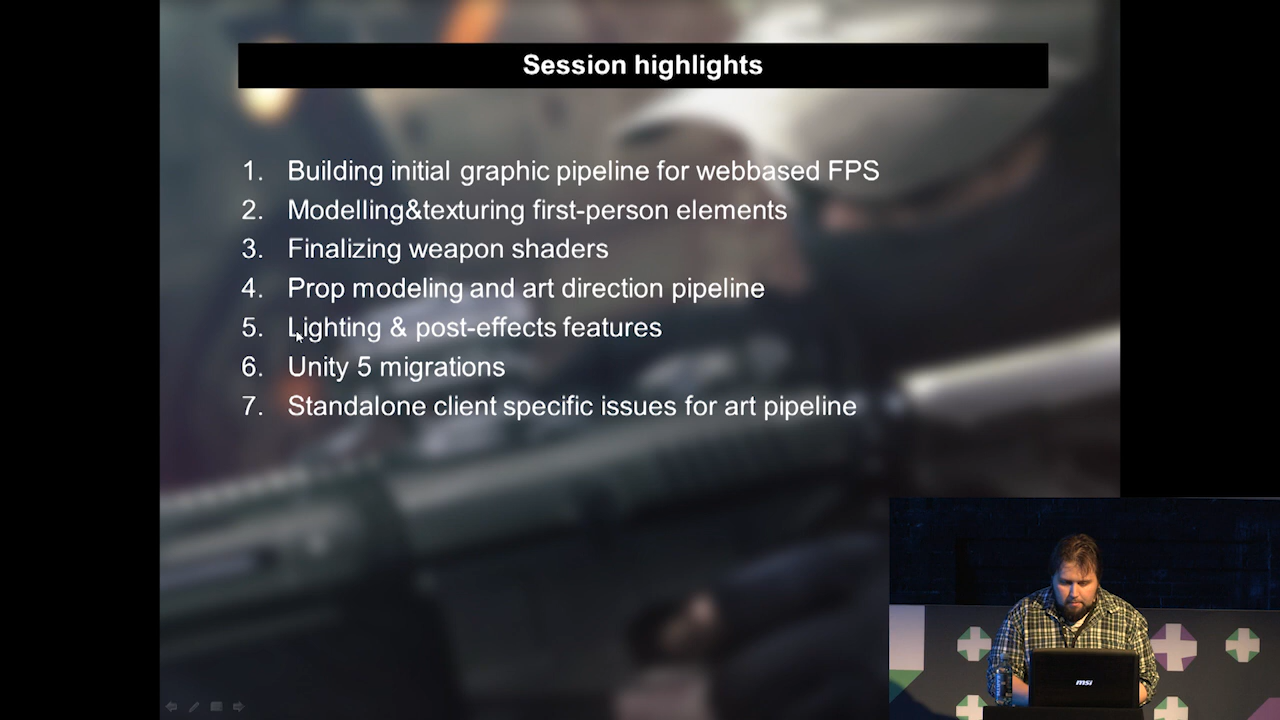 Session highlights
1. Building initial graphic pipeline for webbased FPS
2. Modelling&texturing first-person elements
3. Finalizing weapon shaders
4. Prop modeling and art direction pipeline
5. Lighting & post-effects features
6. Unity 5 migrations
7. Standalone client specific issues for art pipeline
msi